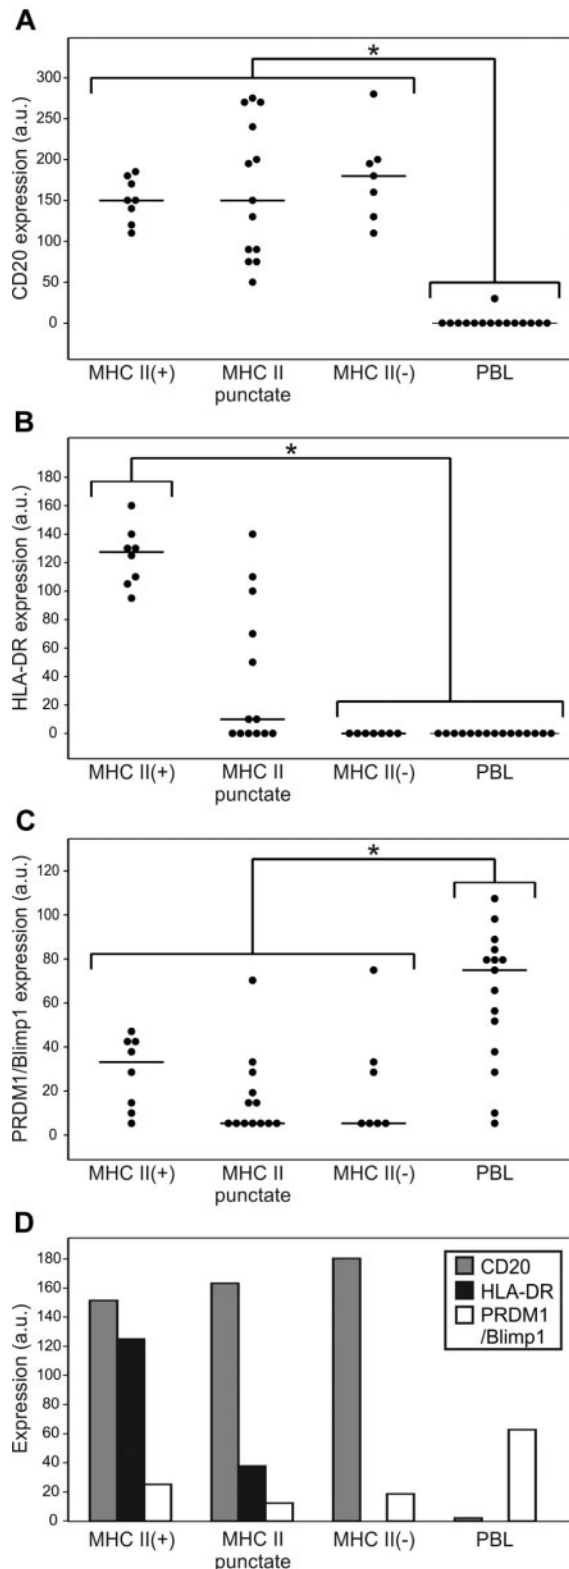 A
CD20 expression (a.u.)
300
250
200
150
100
50
0
*
MHC II(+)
MHC II
punctate
MHC II(-)
PBL
B
HLA-DR expression (a.u.)
180
160
140
120
100
80
60
40
20
0
*
MHC II(+)
MHC II
punctate
MHC II(-)
PBL
C
PRDM1/Blimp1 expression (a.u.)
120
100
80
60
40
20
0
*
MHC II(+)
MHC II
punctate
MHC II(-)
PBL
D
Expression (a.u.)
180
160
140
120
100
80
60
40
20
0
CD20
HLA-DR
PRDM1
/Blimp1
MHC II(+)
MHC II
punctate
MHC II(-)
PBL